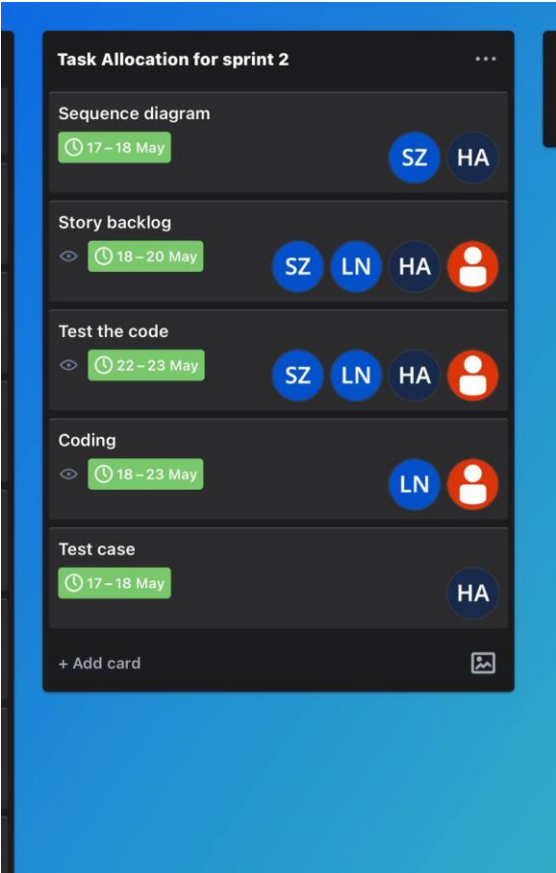 Task Allocation for sprint 2
Sequence diagram
17–18 May
SZ HA
Story backlog
18–20 May
SZ LN HA
Test the code
22–23 May
SZ LN HA
Coding
18–23 May
LN
Test case
17–18 May
HA
+ Add card